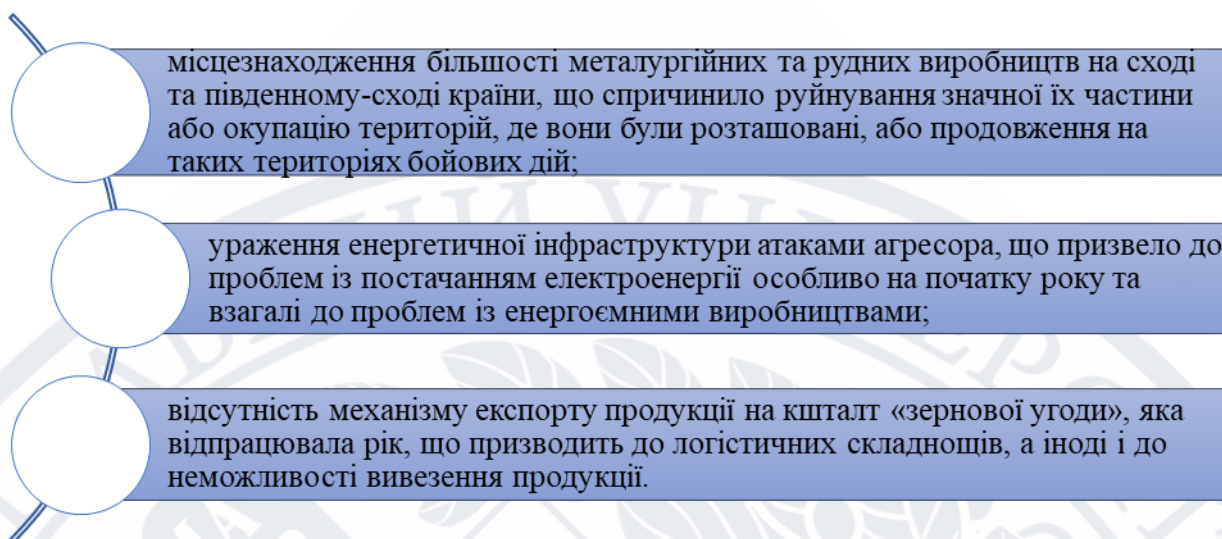 місцезнаходження більшості металургійних та рудних виробництв на сході
та південному-сході країни, що спричинило руйнування значної їх частини
або окупацію територій, де вони були розташовані, або продовження на
таких територіях бойових дій;
ураження енергетичної інфраструктури атаками агресора, що призвело до
проблем із постачанням електроенергії особливо на початку року та
взагалі до проблем із енергоємними виробництвами;
відсутність механізму експорту продукції на кшталт «зернової угоди», яка
відпрацювала рік, що призводить до логістичних складнощів, а іноді і до
неможливості вивезення продукції.